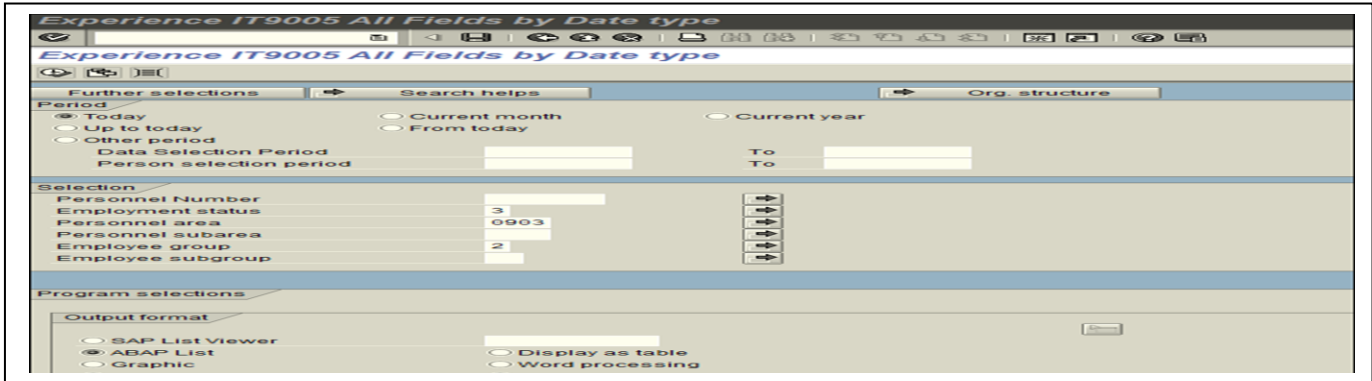 Experience IT9005 All Fields by Date type
Experience IT9005 All Fields by Date type
Further selections Search helps Org. structure
Period
Today Current month Current year
Up to today From today
Other period
Data Selection Period To
Person selection period To
Selection
Personnel Number
Employment status 3
Personnel area 0903
Personnel subarea
Employee group 2
Employee subgroup
Program selections
Output format
SAP List Viewer
ABAP List Display as table
Graphic Word processing